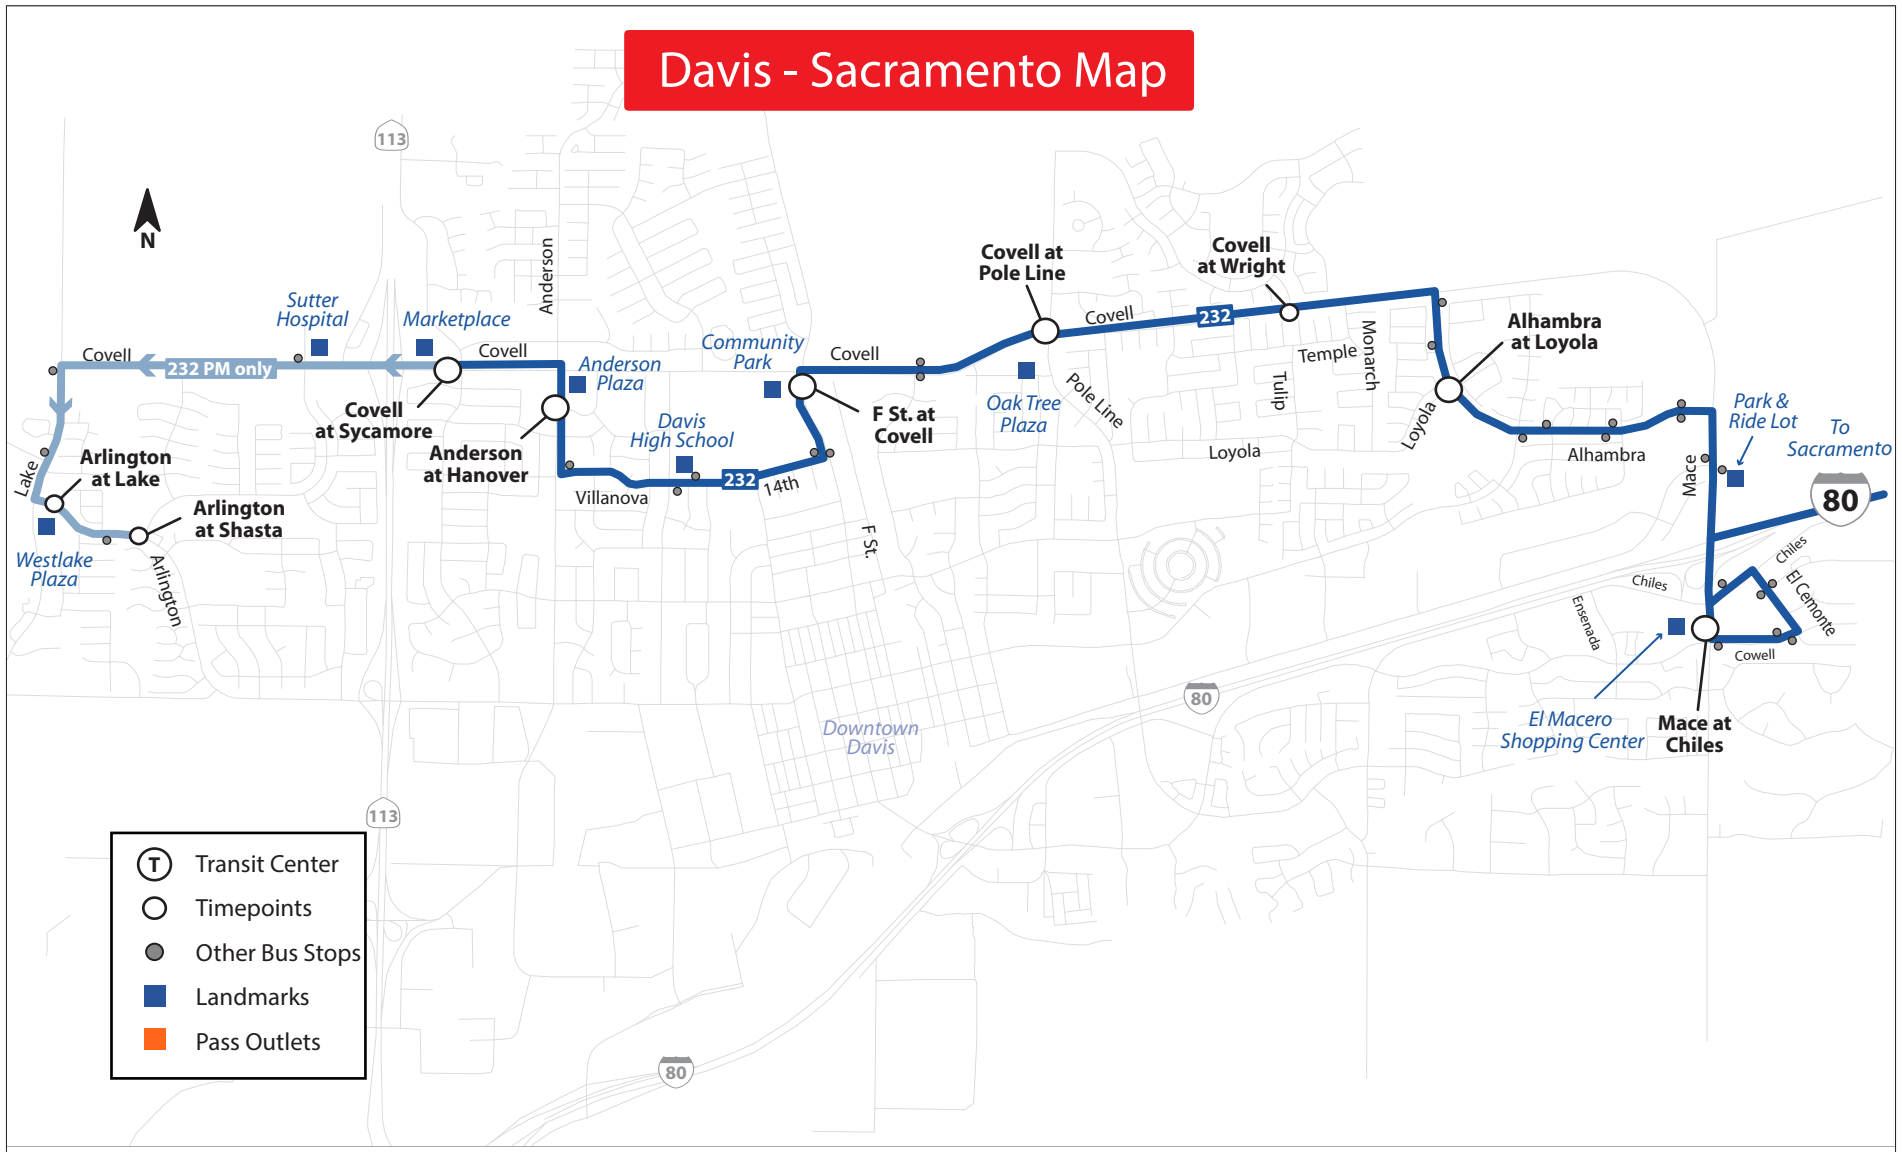 Davis - Sacramento Map
113
N
Anderson
Covell at
Pole Line
Covell
at Wright
Sutter
Hospital
Marketplace
Covell
232 PM only
Covell
Anderson
Plaza
Community
Park
Covell
Covell
232
Temple
Monarch
Tulip
Alhambra
at Loyola
Covell
at Sycamore
Anderson
at Hanover
Davis
High School
F St. at
Covell
Oak Tree
Plaza
Pole Line
Loyola
Loyola
Alhambra
Park &
Ride Lot
To
Sacramento
80
Mace
Lake
Arlington
at Lake
Arlington
at Shasta
Westlake
Plaza
Arlington
Villanova
232
14th
F St.
Chiles
Chiles
El Cemonte
Ensenada
Cowell
El Macero
Shopping Center
Mace at
Chiles
80
Downtown
Davis
113
T Transit Center
Timepoints
Other Bus Stops
Landmarks
Pass Outlets
80